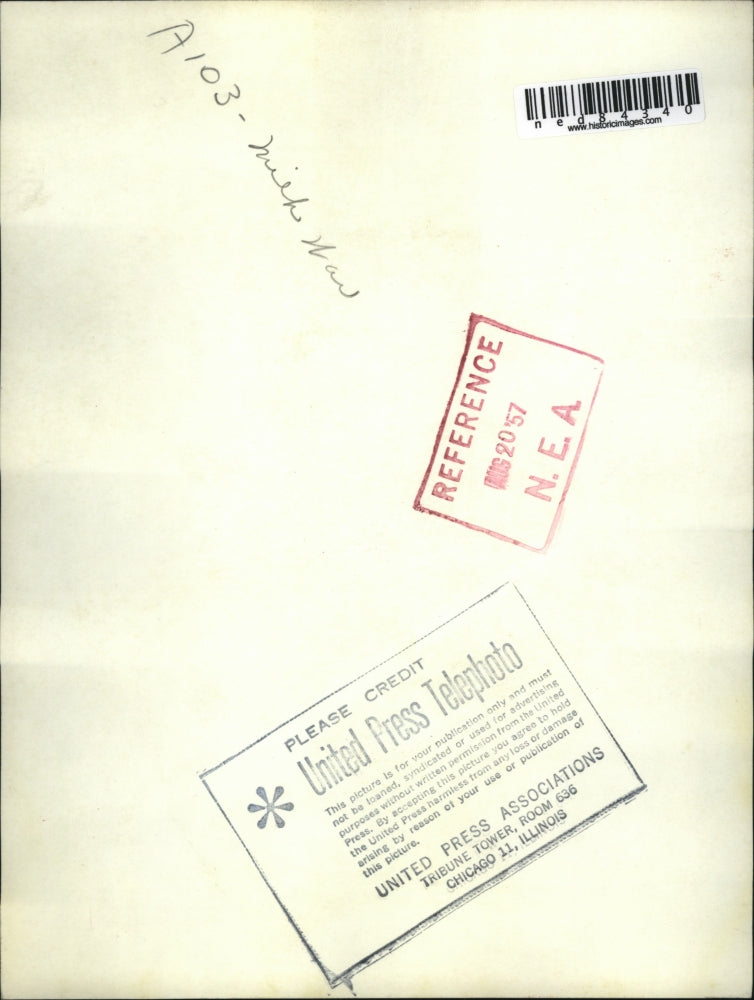 A103 - Milk War
ned84340
www.historicimages.com
REFERENCE
AUG 20 '57
N. E. A.
PLEASE CREDIT
United Press Telephoto
This picture is for your publication only and must
not be loaned, syndicated or used for advertising
purposes without written permission from the United
Press. By accepting this picture you agree to hold
the United Press harmless from any loss or damage
arising by reason of your use or publication of
this picture.
UNITED PRESS ASSOCIATIONS
TRIBUNE TOWER, ROOM 636
CHICAGO 11, ILLINOIS